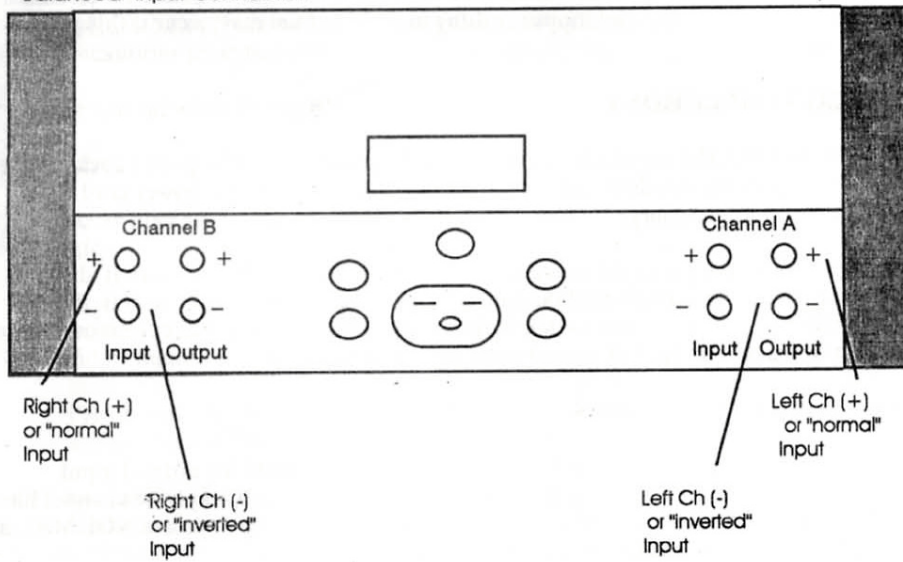 Channel B
Channel A
+ +
+ +
- -
- -
Input Output
Input Output
Right Ch (+)
or "normal"
Input
Left Ch (+)
or "normal"
Input
Right Ch (-)
or "inverted"
Input
Left Ch (-)
or "inverted"
Input